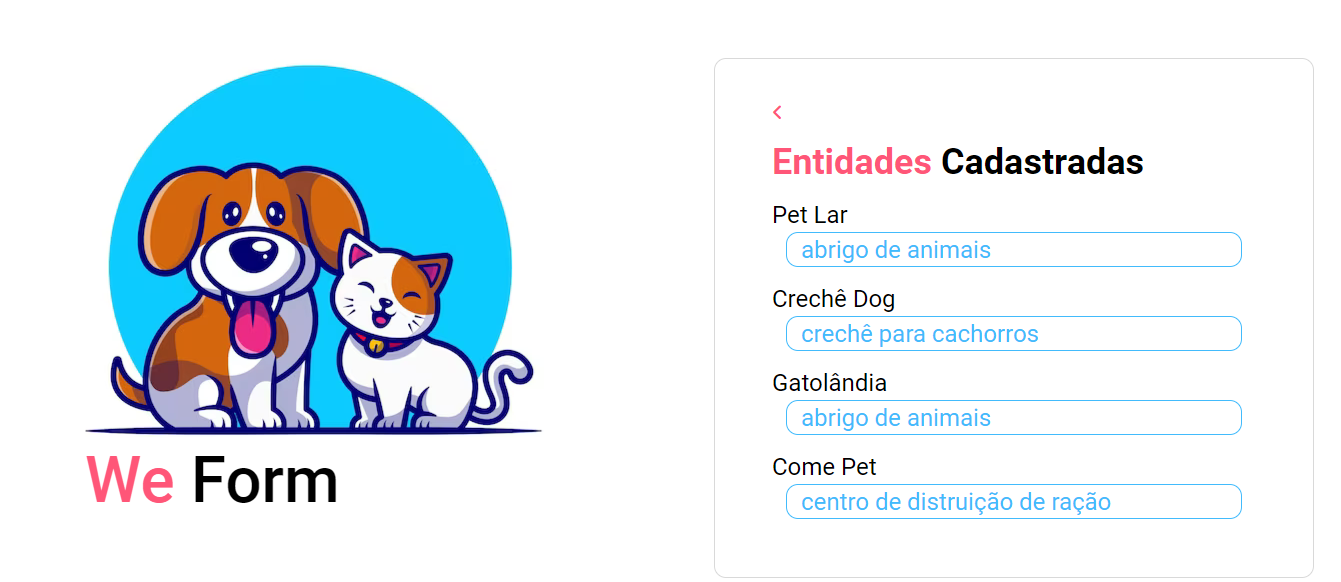 We Form
Entidades Cadastradas
Pet Lar
abrigo de animais
Crechê Dog
crechê para cachorros
Gatolândia
abrigo de animais
Come Pet
centro de distruição de ração